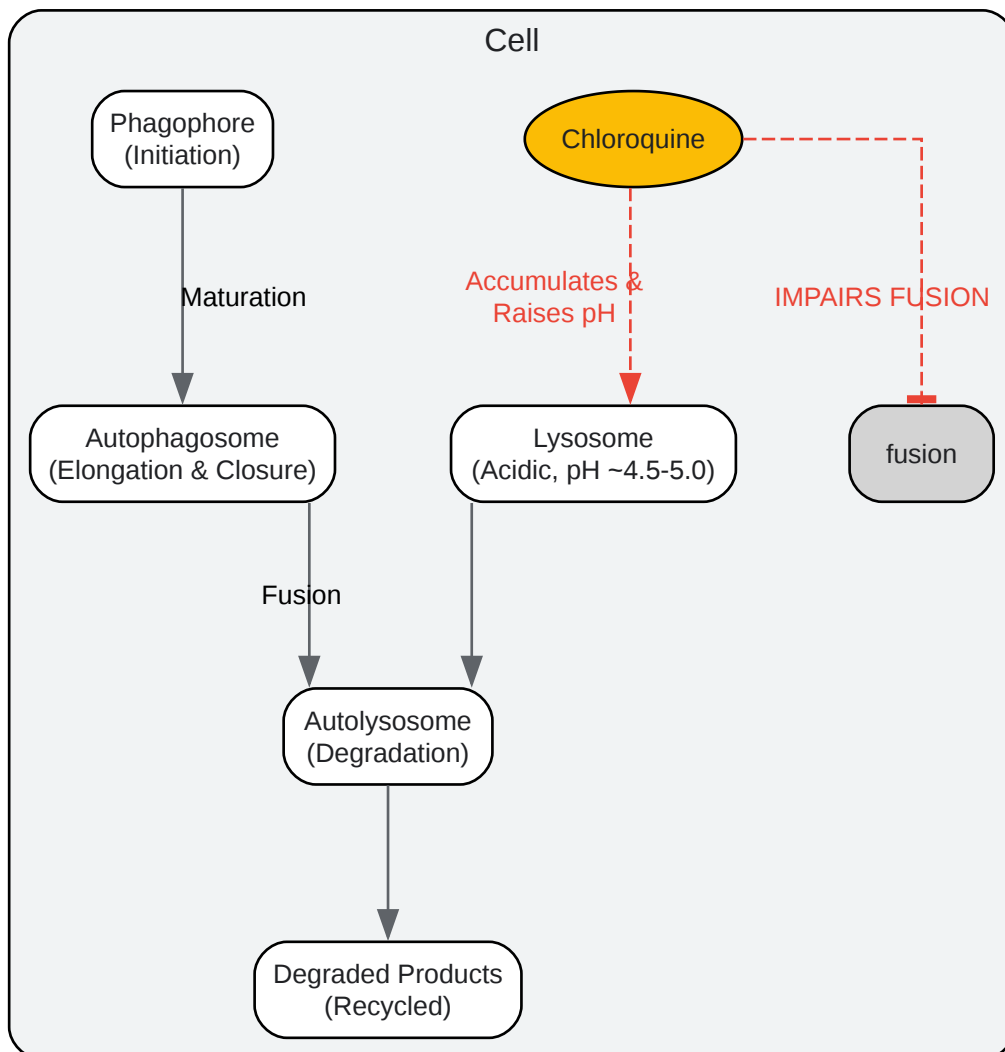 Cell
Phagophore
(Initiation)
Chloroquine
Maturation
Accumulates &
Raises pH
IMPAIRS FUSION
Autophagosome
(Elongation & Closure)
Lysosome
(Acidic, pH ~4.5-5.0)
fusion
Fusion
Autolysosome
(Degradation)
Degraded Products
(Recycled)